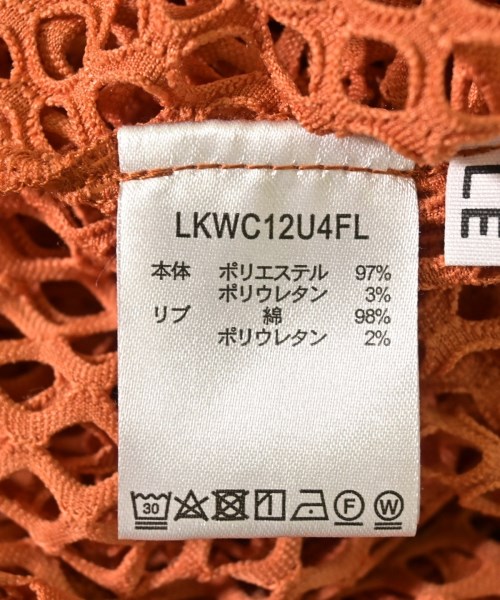 LKWC12U4FL
本体 ポリエステル 97%
ポリウレタン 3%
リブ 綿 98%
ポリウレタン 2%
30 F W
LE